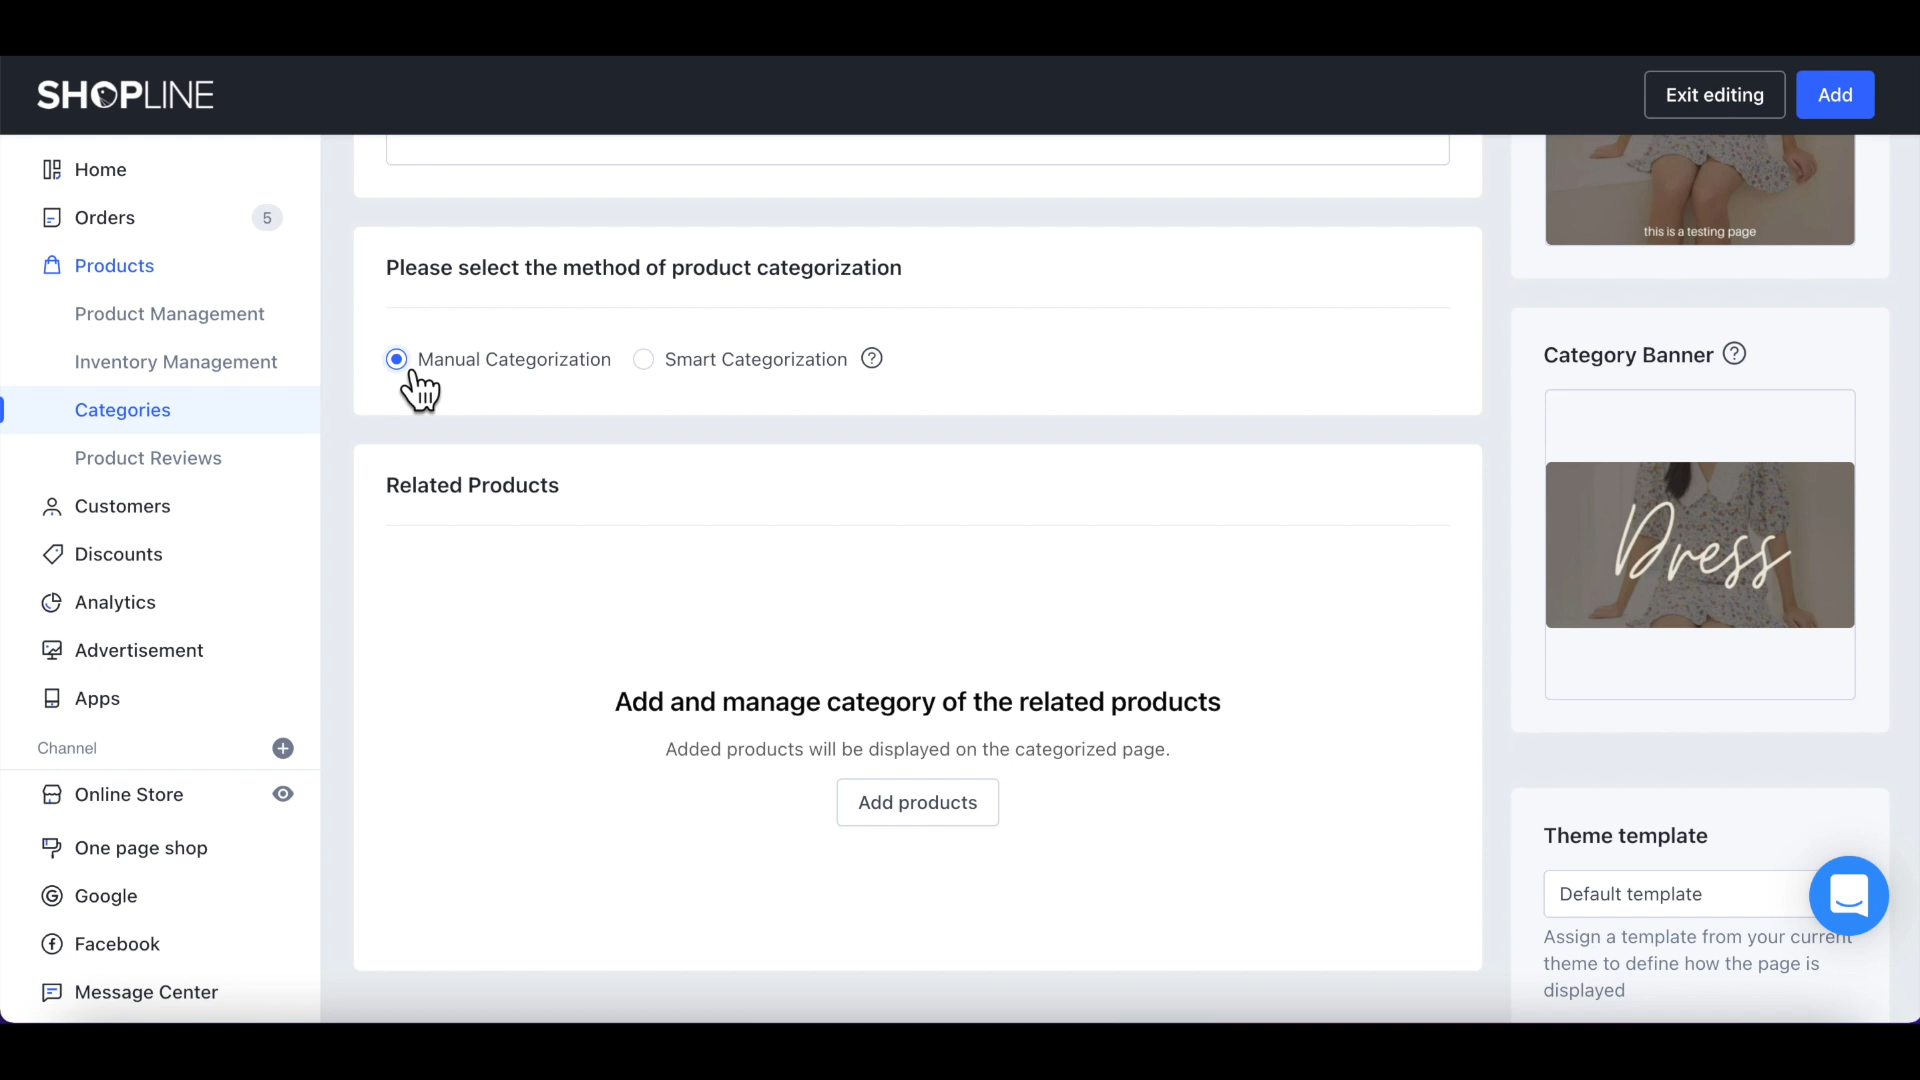 SHOPLINE
Exit editing
Add
Home
Orders
5
Products
Product Management
Inventory Management
Categories
Product Reviews
Customers
Discounts
Analytics
Advertisement
Apps
Channel
Online Store
One page shop
Google
Facebook
Message Center
Please select the method of product categorization
Manual Categorization
Smart Categorization
Related Products
Add and manage category of the related products
Added products will be displayed on the categorized page.
Add products
this is a testing page
Category Banner
Dress
Theme template
Default template
Assign a template from your current
theme to define how the page is
displayed